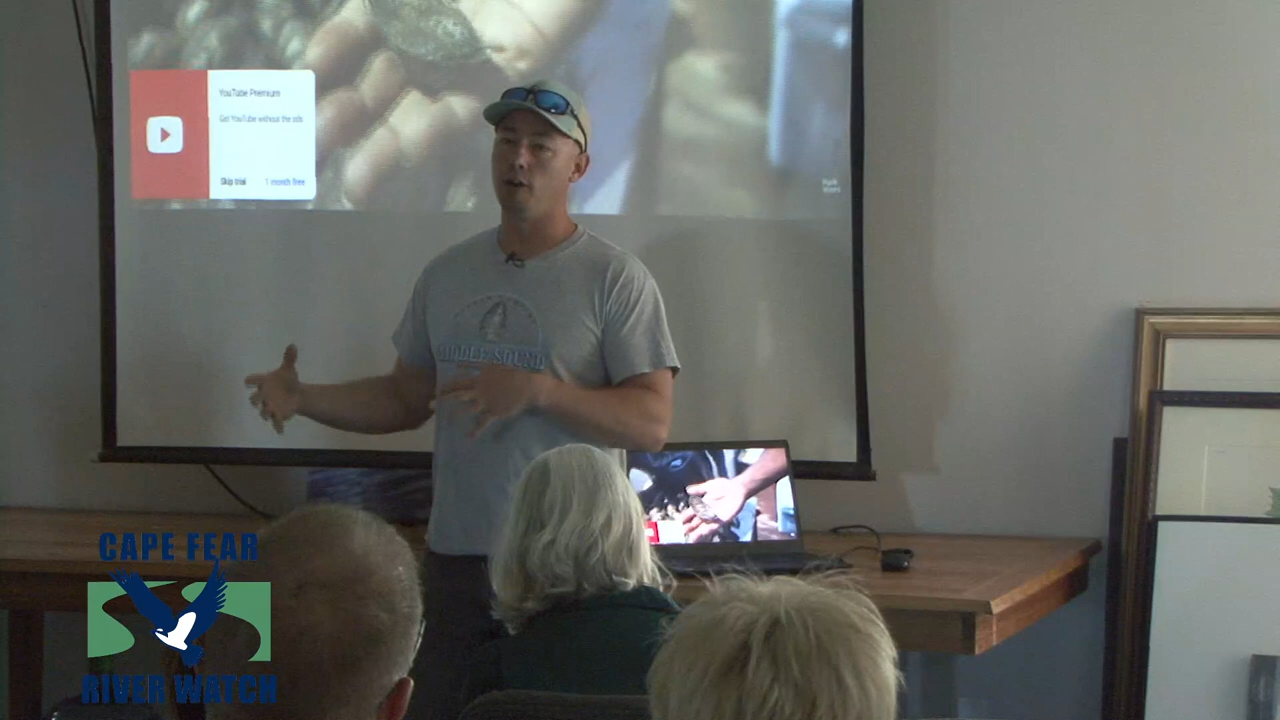 YouTube Premium
Get YouTube without the ads
Skip trial
1 month free
MIDDLE SOUND
CAPE FEAR
RIVER WATCH